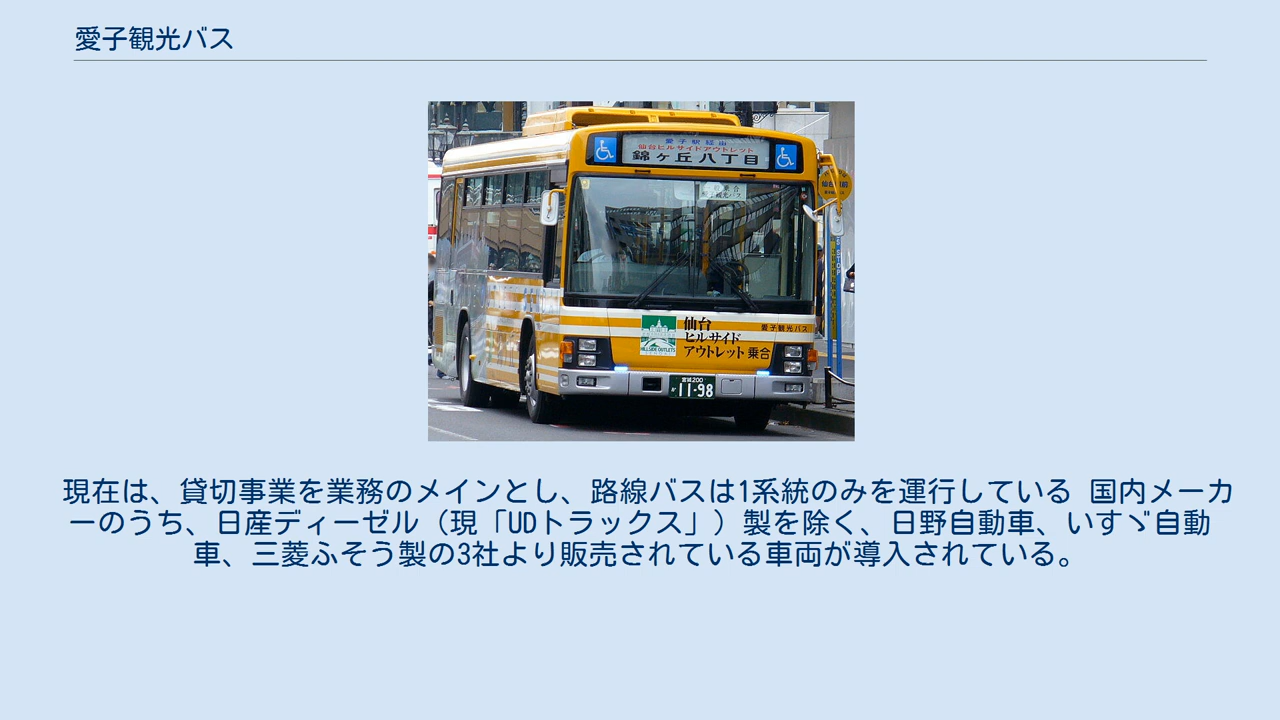 愛子観光バス
愛子駅経由
仙台ヒルサイドアウトレット
錦ヶ丘八丁目
観光バス
仙台
ヒルサイド
アウトレット 乗合
愛子観光バス
HILLSIDE OUTLETS
宮城200
11-98
現在は、貸切事業を業務のメインとし、路線バスは1系統のみを運行している 国内メーカ
ーのうち、日産ディーゼル（現「UDトラックス」）製を除く、日野自動車、いすゞ自動
車、三菱ふそう製の3社より販売されている車両が導入されている。